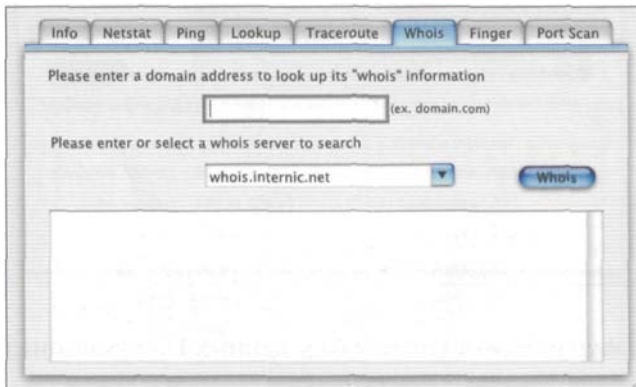 Info Netstat Ping Lookup Traceroute Whois Finger Port Scan
Please enter a domain address to look up its "whois" information
(ex. domain.com)
Please enter or select a whois server to search
whois.internic.net Whois